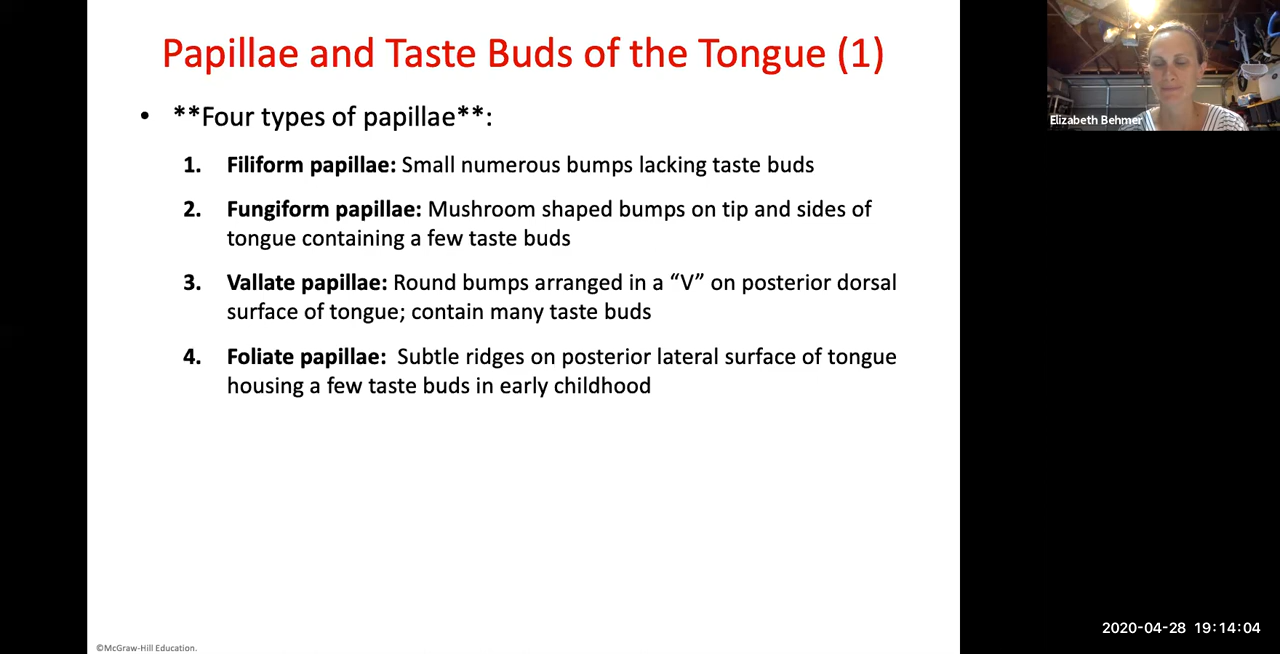 Papillae and Taste Buds of the Tongue (1)
• **Four types of papillae**:
1. Filiform papillae: Small numerous bumps lacking taste buds
2. Fungiform papillae: Mushroom shaped bumps on tip and sides of
tongue containing a few taste buds
3. Vallate papillae: Round bumps arranged in a “V” on posterior dorsal
surface of tongue; contain many taste buds
4. Foliate papillae:  Subtle ridges on posterior lateral surface of tongue
housing a few taste buds in early childhood
©McGraw-Hill Education.
Elizabeth Behmer
2020-04-28 19:14:04